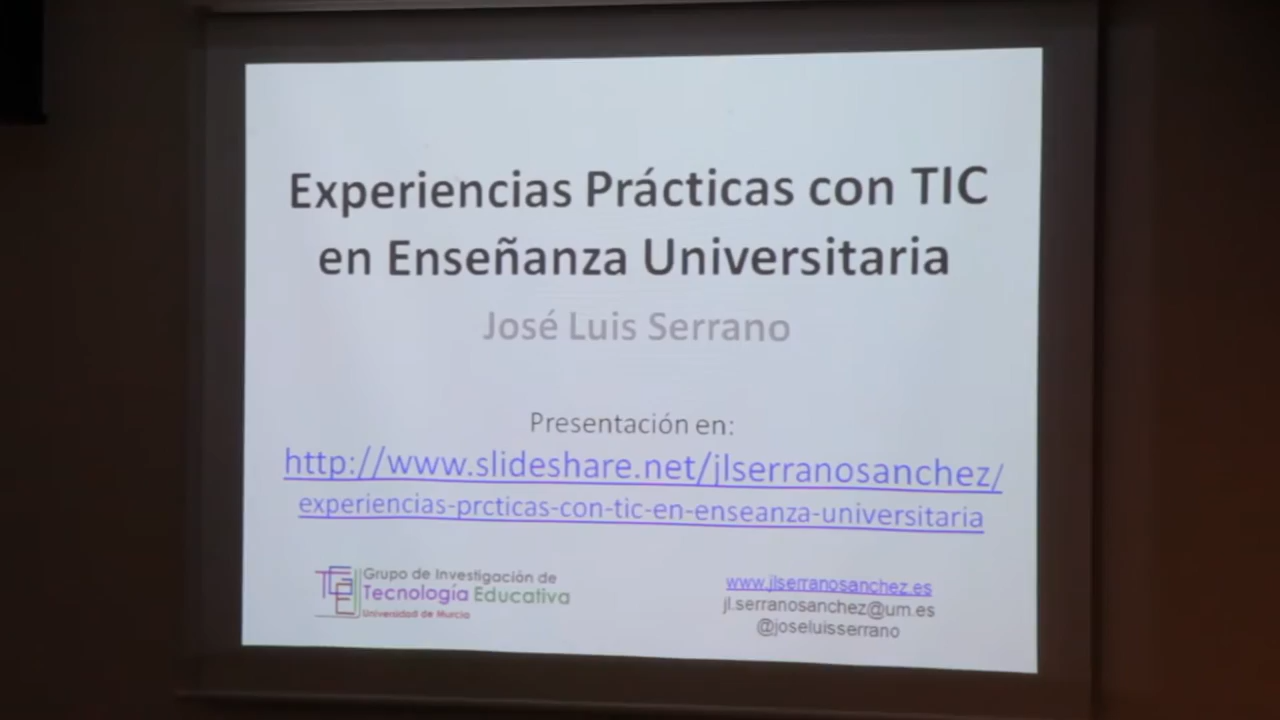 Experiencias Prácticas con TIC
en Enseñanza Universitaria
José Luis Serrano
Presentación en:
http://www.slideshare.net/jlserranosanchez/
experiencias-prcticas-con-tic-en-enseanza-universitaria
Grupo de Investigación de
Tecnología Educativa
Universidad de Murcia
www.jlserranosanchez.es
jl.serranosanchez@um.es
@joseluisserrano